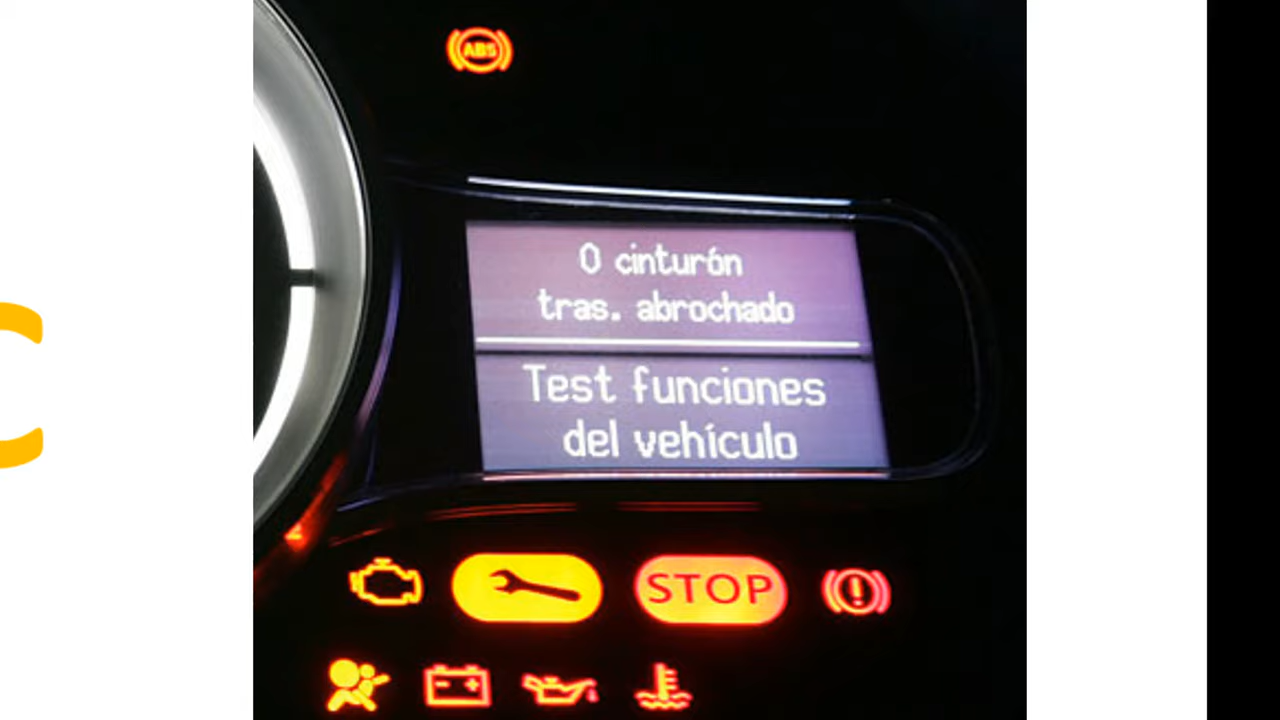 ABS
0 cinturón
tras. abrochado
Test funciones
del vehículo
STOP